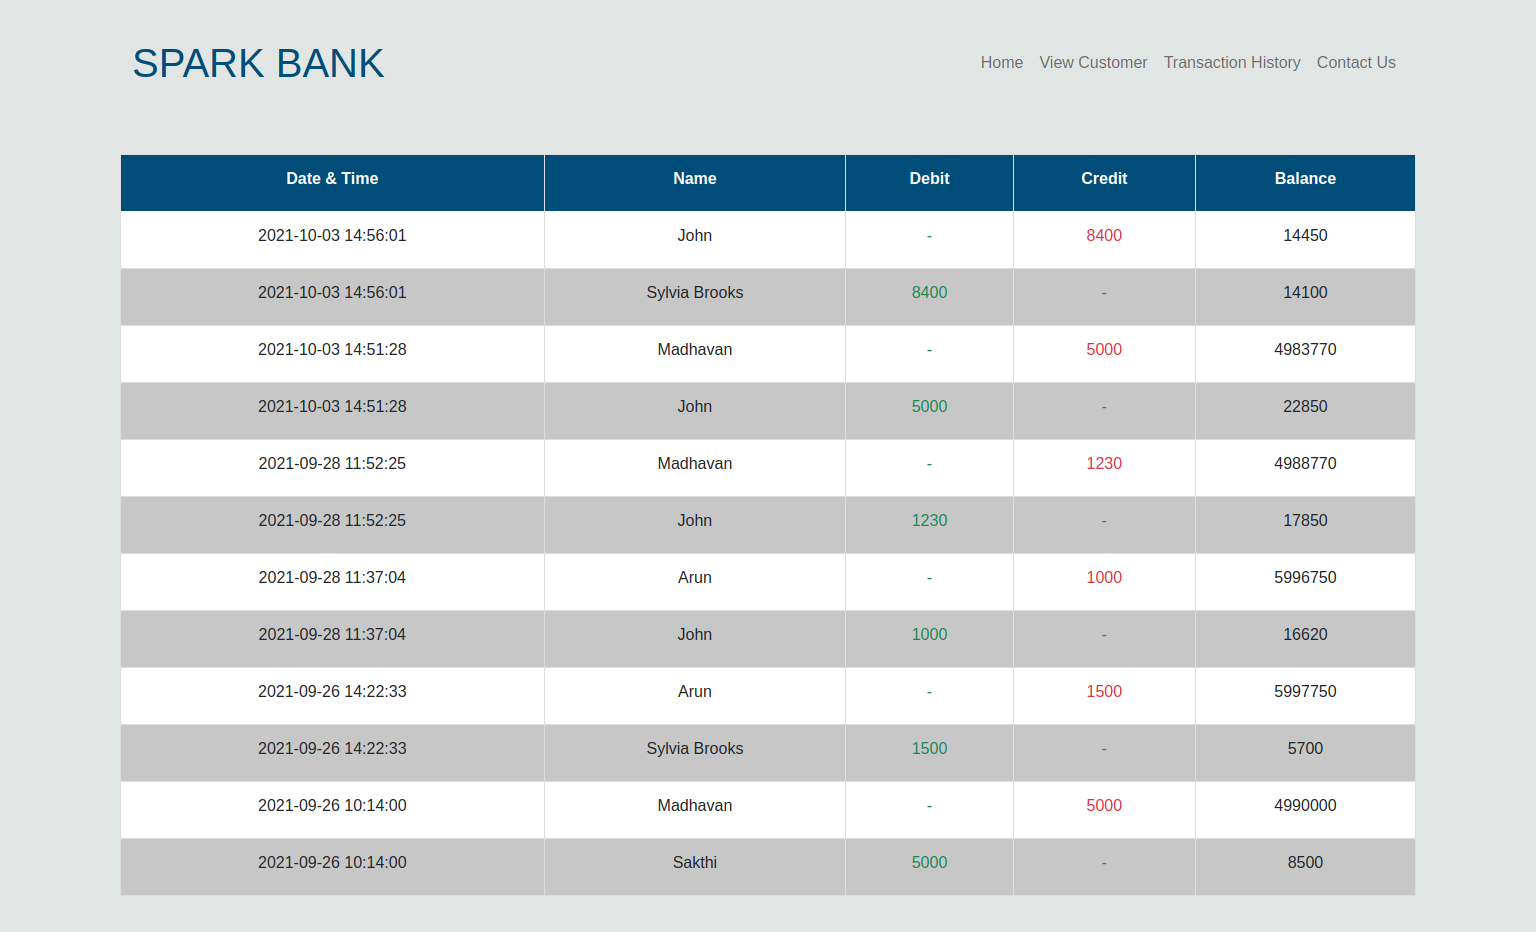 SPARK BANK
Home View Customer Transaction History Contact Us
Date & Time Name Debit Credit Balance
2021-10-03 14:56:01 John - 8400 14450
2021-10-03 14:56:01 Sylvia Brooks 8400 - 14100
2021-10-03 14:51:28 Madhavan - 5000 4983770
2021-10-03 14:51:28 John 5000 - 22850
2021-09-28 11:52:25 Madhavan - 1230 4988770
2021-09-28 11:52:25 John 1230 - 17850
2021-09-28 11:37:04 Arun - 1000 5996750
2021-09-28 11:37:04 John 1000 - 16620
2021-09-26 14:22:33 Arun - 1500 5997750
2021-09-26 14:22:33 Sylvia Brooks 1500 - 5700
2021-09-26 10:14:00 Madhavan - 5000 4990000
2021-09-26 10:14:00 Sakthi 5000 - 8500